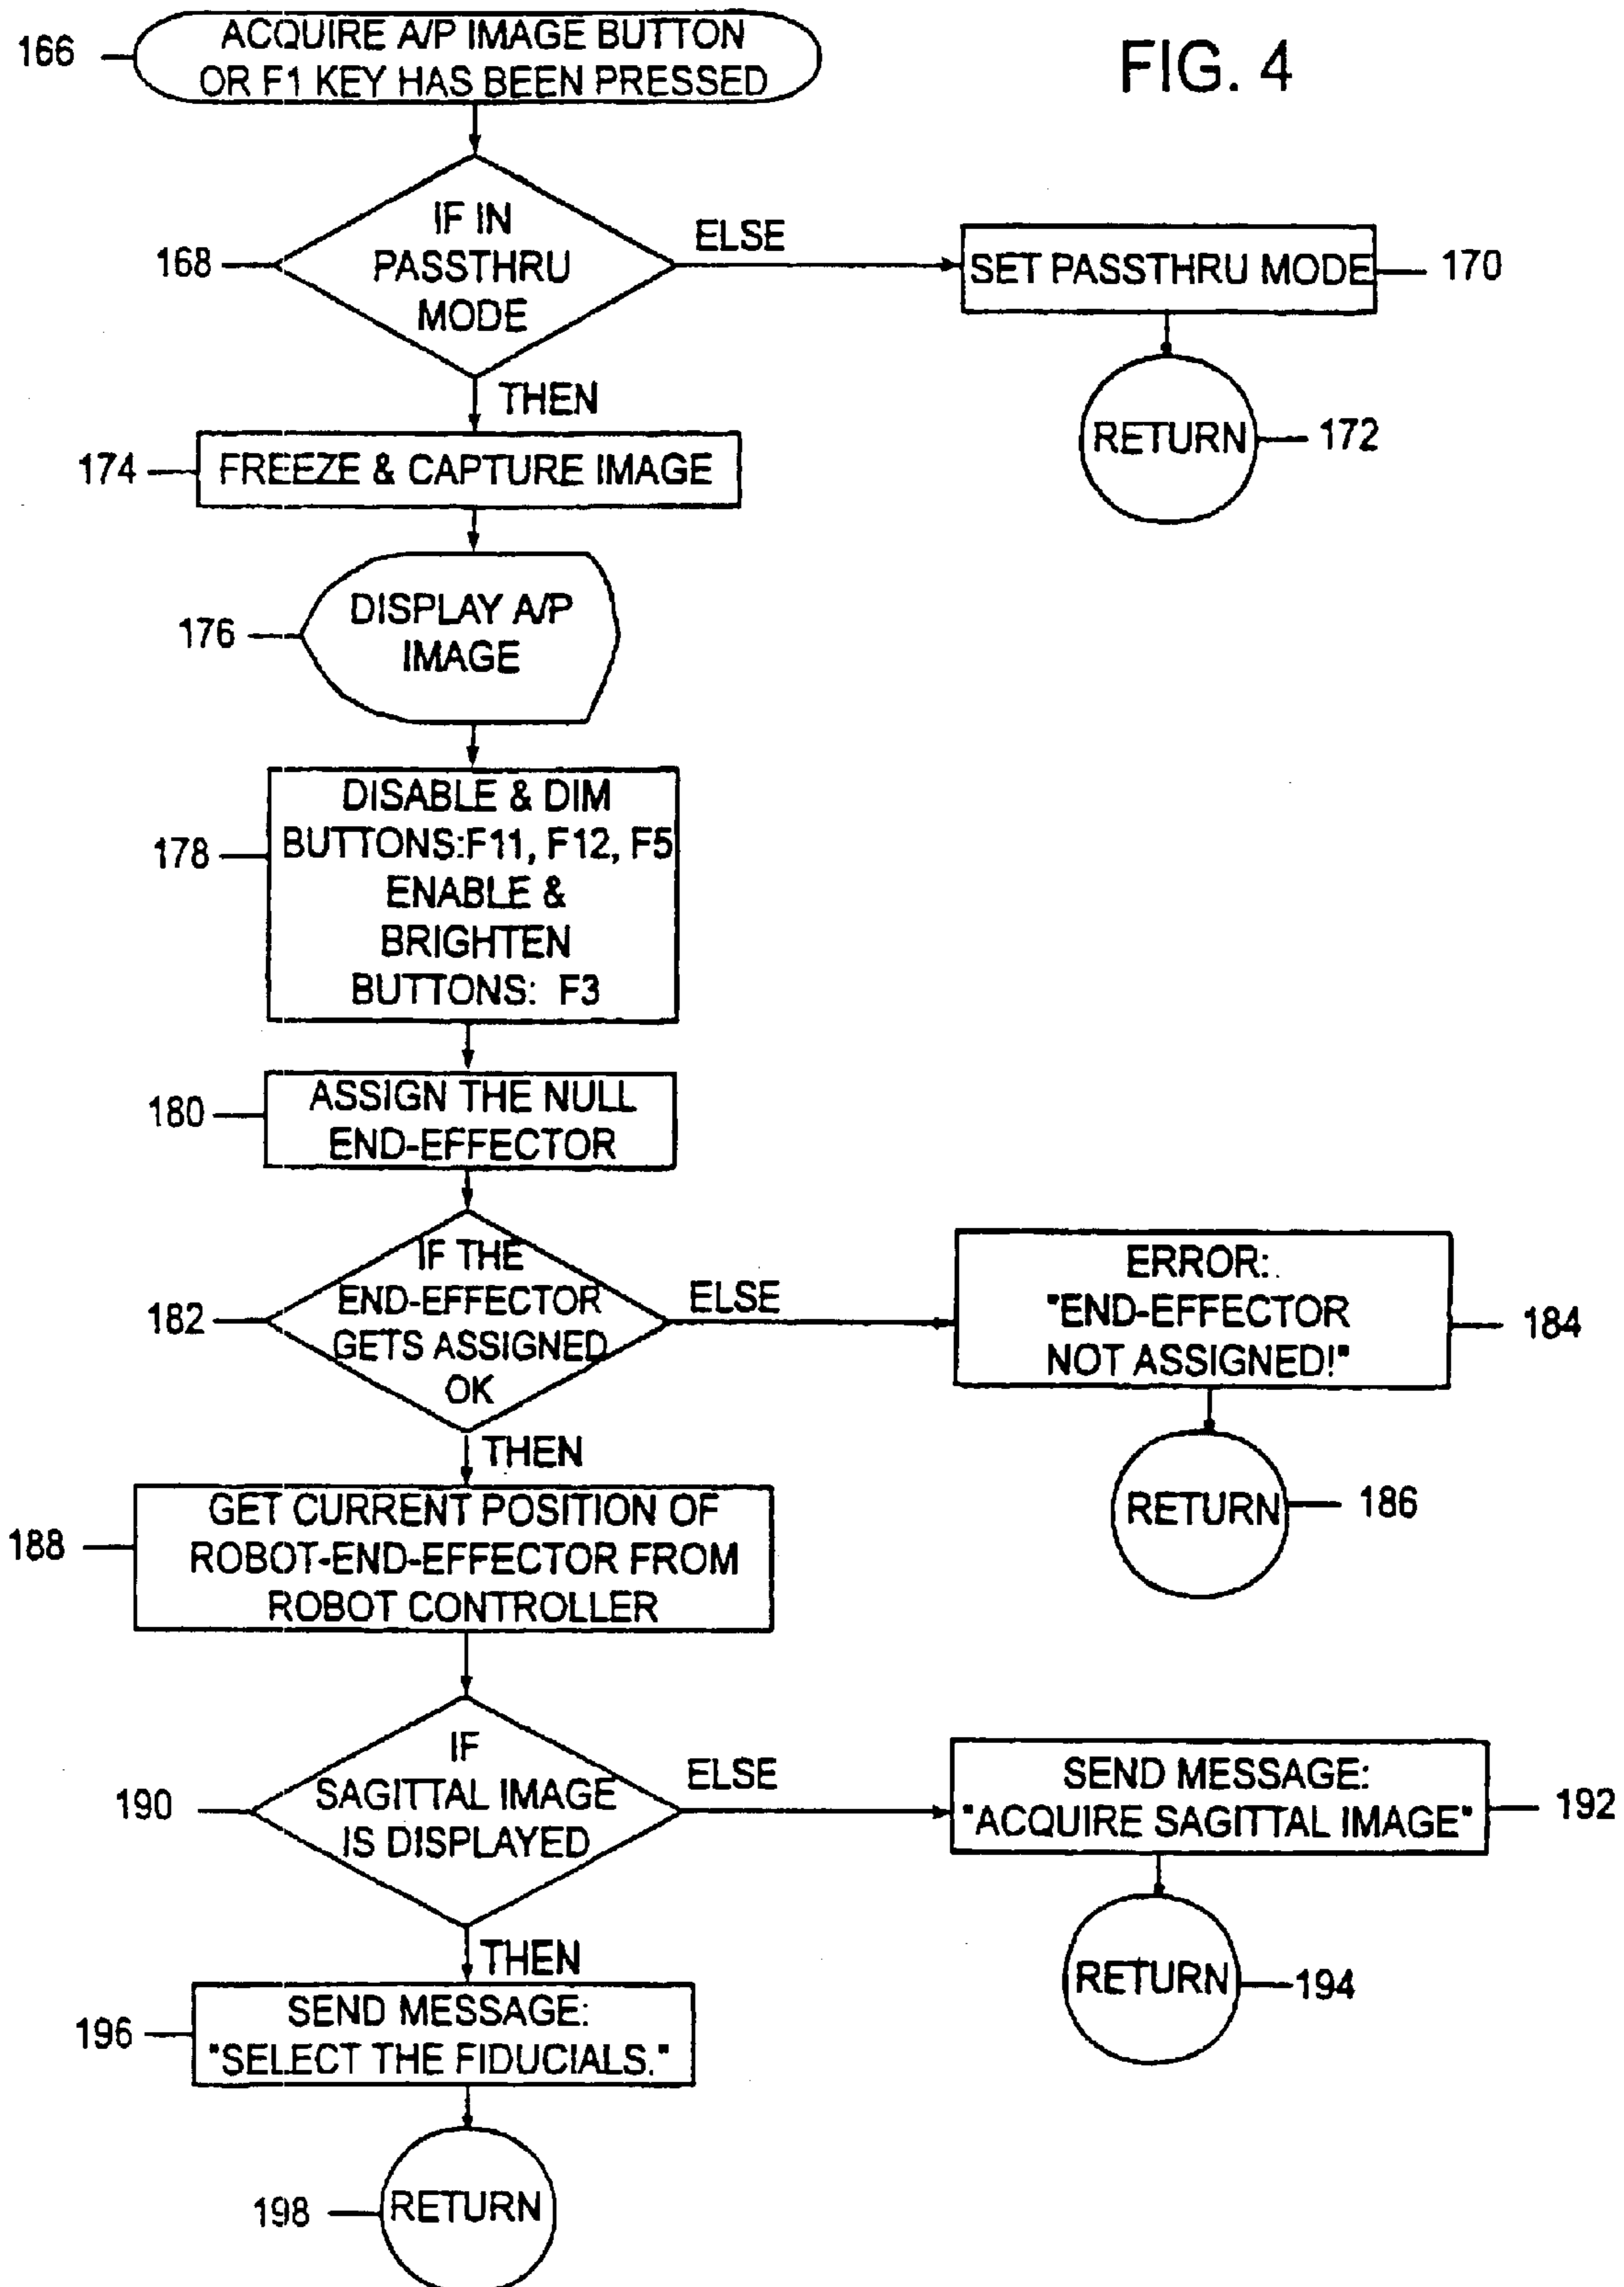 FIG. 4
166
ACQUIRE A/P IMAGE BUTTON
OR F1 KEY HAS BEEN PRESSED
168
IF IN
PASSTHRU
MODE
ELSE
SET PASSTHRU MODE
170
RETURN
172
THEN
174
FREEZE & CAPTURE IMAGE
176
DISPLAY A/P
IMAGE
178
DISABLE & DIM
BUTTONS:F11, F12, F5
ENABLE &
BRIGHTEN
BUTTONS: F3
180
ASSIGN THE NULL
END-EFFECTOR
182
IF THE
END-EFFECTOR
GETS ASSIGNED
OK
ELSE
ERROR:
"END-EFFECTOR
NOT ASSIGNED!"
184
RETURN
186
THEN
188
GET CURRENT POSITION OF
ROBOT-END-EFFECTOR FROM
ROBOT CONTROLLER
190
IF
SAGITTAL IMAGE
IS DISPLAYED
ELSE
SEND MESSAGE:
"ACQUIRE SAGITTAL IMAGE"
192
RETURN
194
THEN
196
SEND MESSAGE:
"SELECT THE FIDUCIALS."
198
RETURN